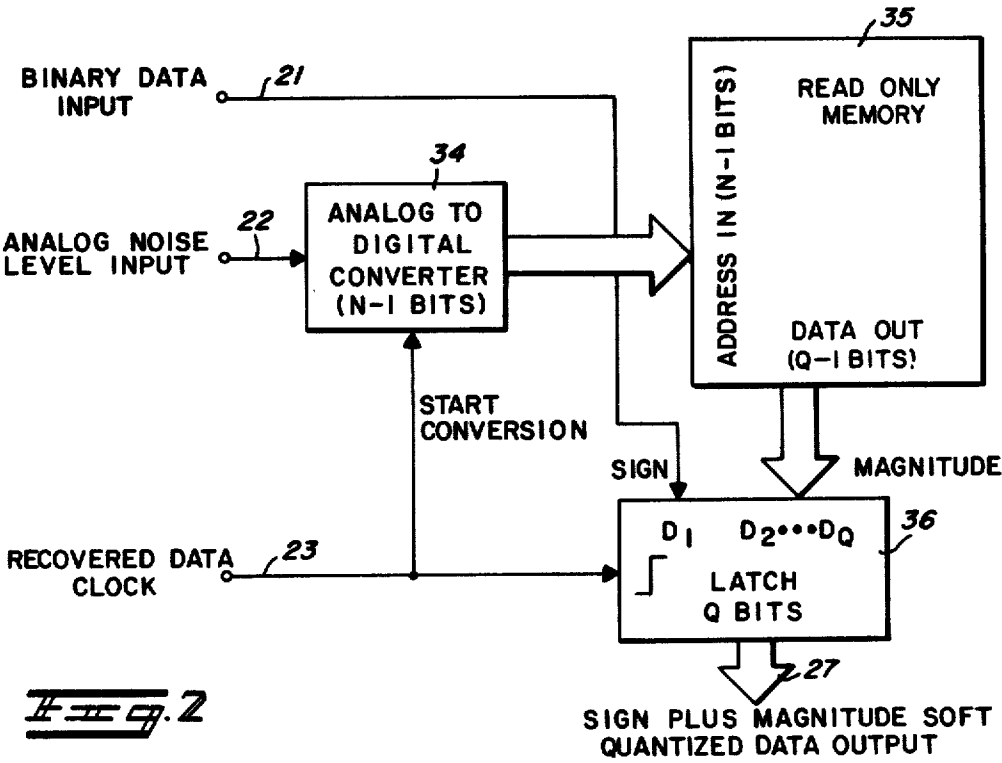 35
BINARY DATA
INPUT
21
READ ONLY
MEMORY
ADDRESS IN (N-1 BITS)
34
ANALOG TO
DIGITAL
CONVERTER
(N-1 BITS)
ANALOG NOISE
LEVEL INPUT
22
DATA OUT
(Q-1 BITS)
START
CONVERSION
SIGN
MAGNITUDE
36
D1 D2•••DQ
RECOVERED DATA
CLOCK
23
LATCH
Q BITS
27
Fig. 2
SIGN PLUS MAGNITUDE SOFT
QUANTIZED DATA OUTPUT